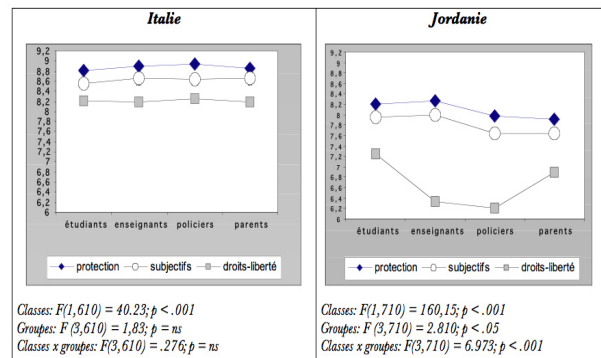 Italie
9,2
9
8,8
8,6
8,4
8,2
8
7,8
7,6
7,4
7,2
7
6,8
6,6
6,4
6,2
6
étudiants enseignants policiers parents
protection subjectifs droits-liberté
Classes: F(1,610) = 40.23; p < .001
Groupes: F (3,610) = 1,83; p = ns
Classes x groupes: F(3,610) = .276; p = ns
Jordanie
9,2
9
8,8
8,6
8,4
8,2
8
7,8
7,6
7,4
7,2
7
6,8
6,6
6,4
6,2
6
étudiants enseignants policiers parents
protection subjectifs droits-liberté
Classes: F(1,710) = 160,15; p < .001
Groupes: F (3,710) = 2.810; p < .05
Classes x groups: F(3,710) = 6.973; p < .001